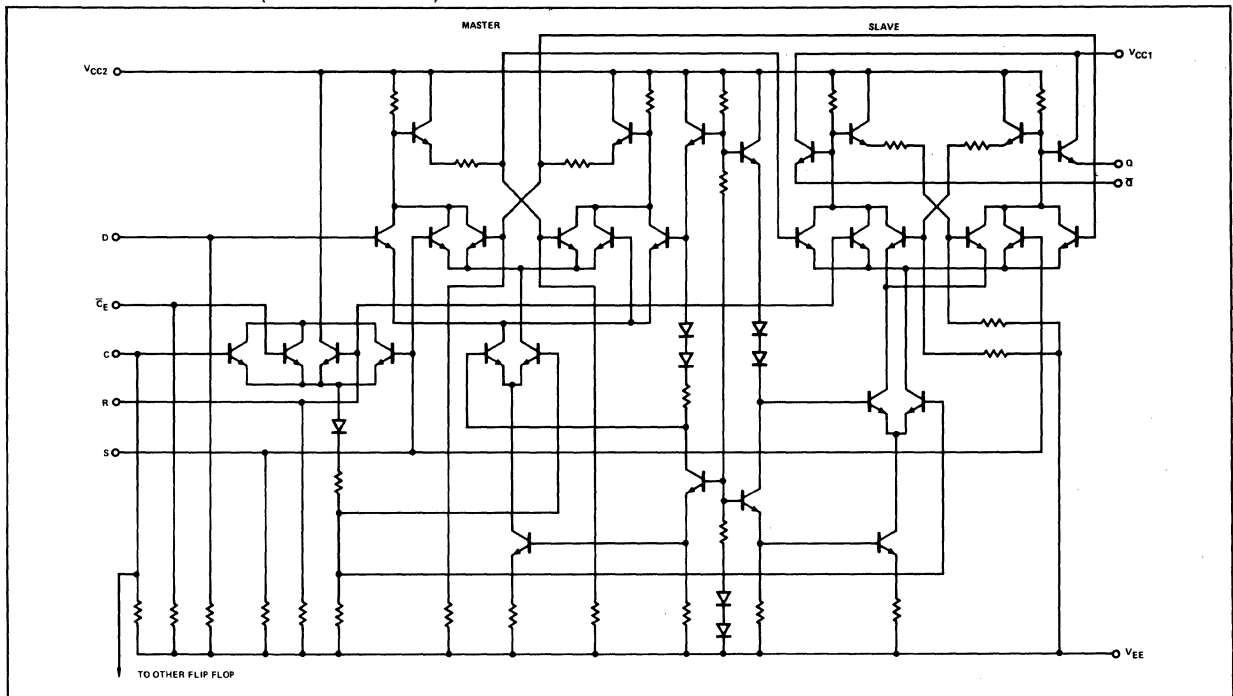 MASTER
SLAVE
VCC1
VCC2
Q
Q̅
D
C̅E
C
R
S
VEE
TO OTHER FLIP FLOP